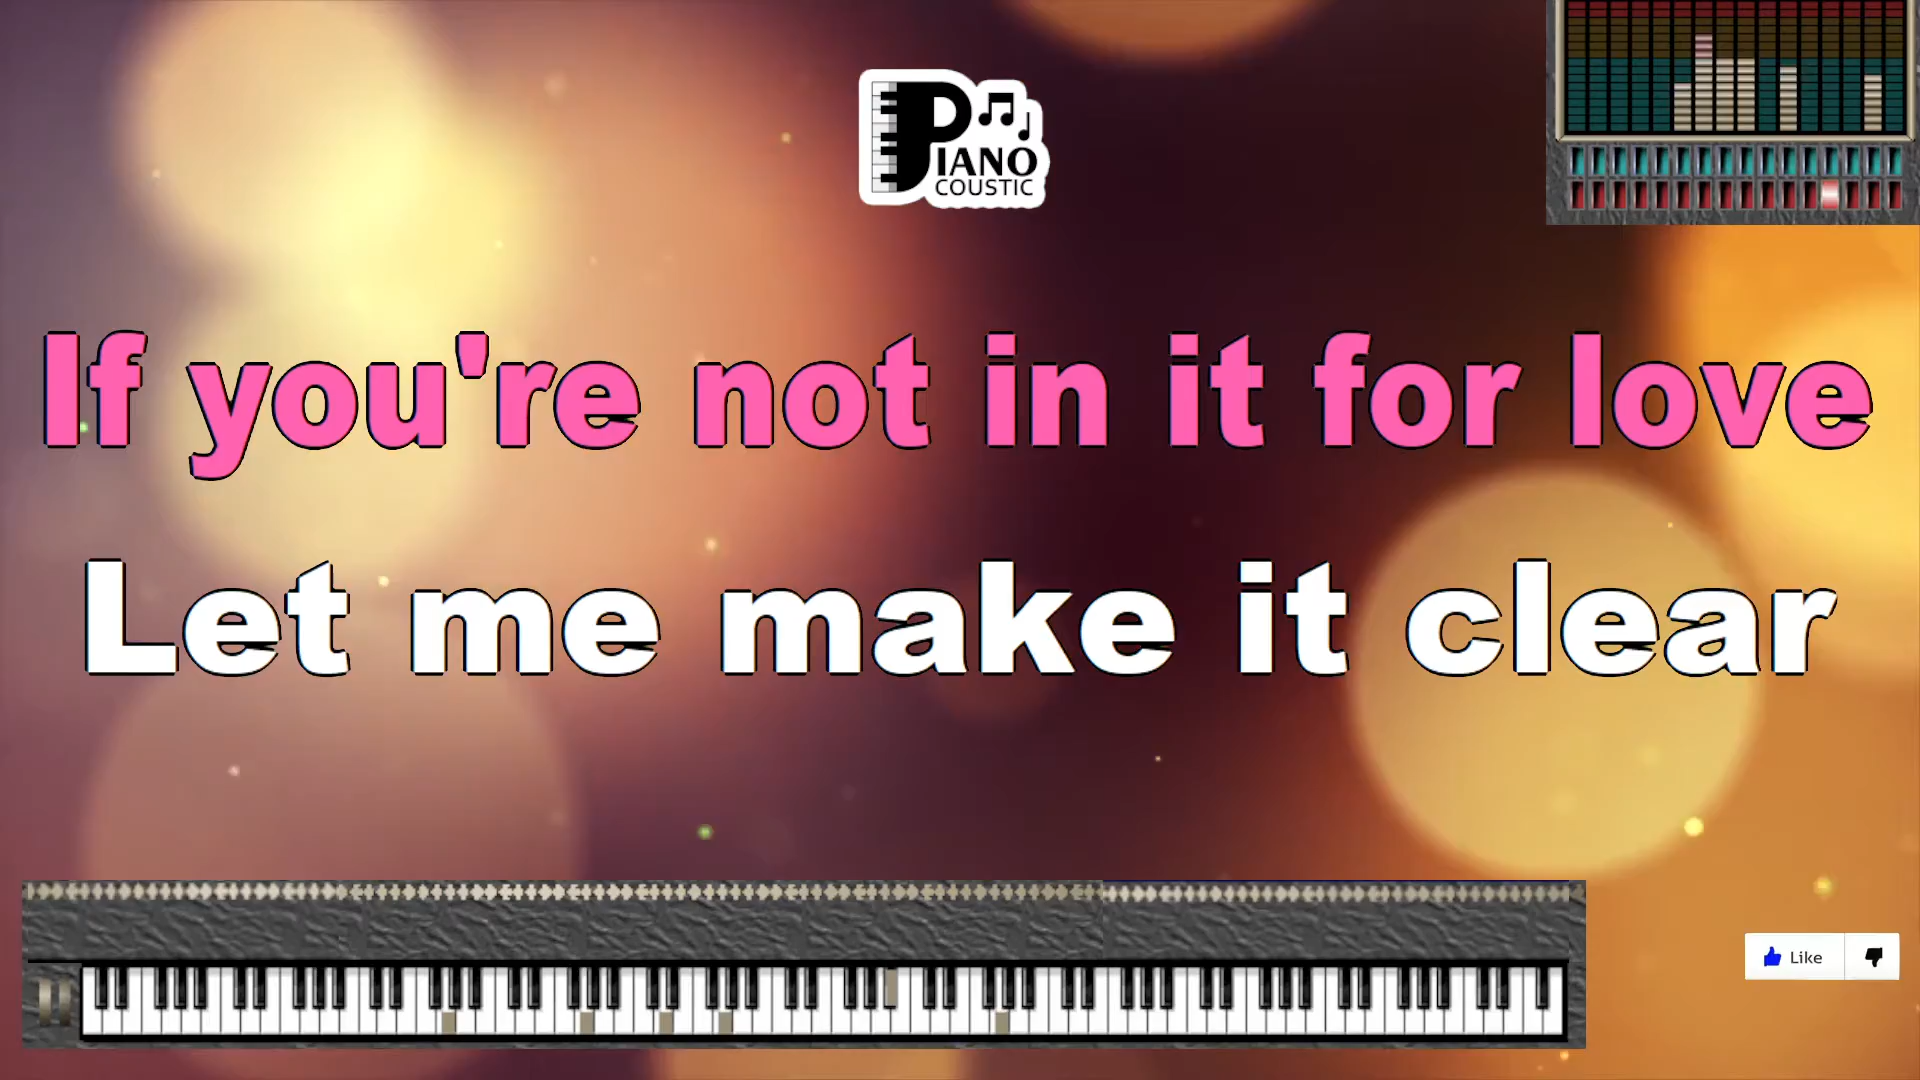 PIANO
COUSTIC
If you're not in it for love
Let me make it clear
Like